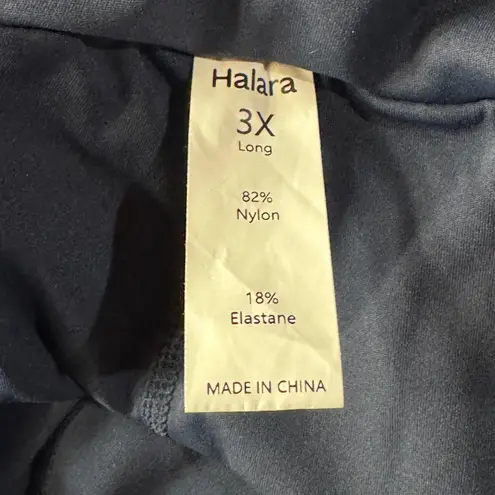 Halara
3X
Long
82%
Nylon
18%
Elastane
MADE IN CHINA